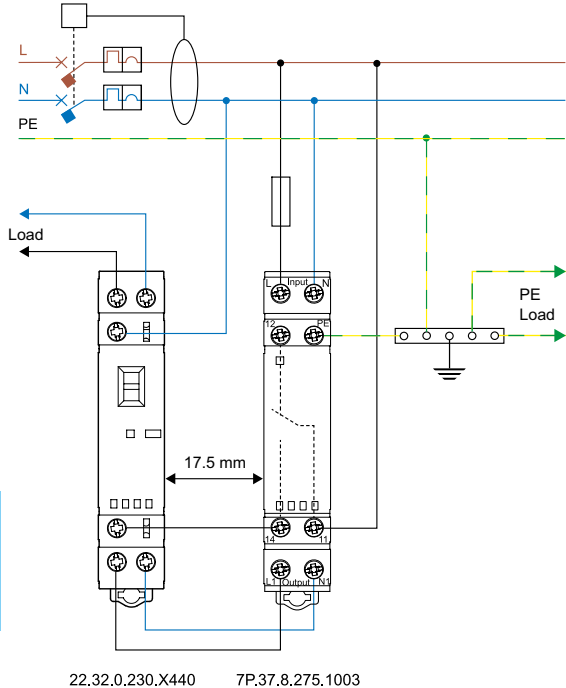 L
N
PE
Load
L Input N
12 PE
PE
Load
17.5 mm
14 11
L1 Output N1
22.32.0.230.X440 7P.37.8.275.1003